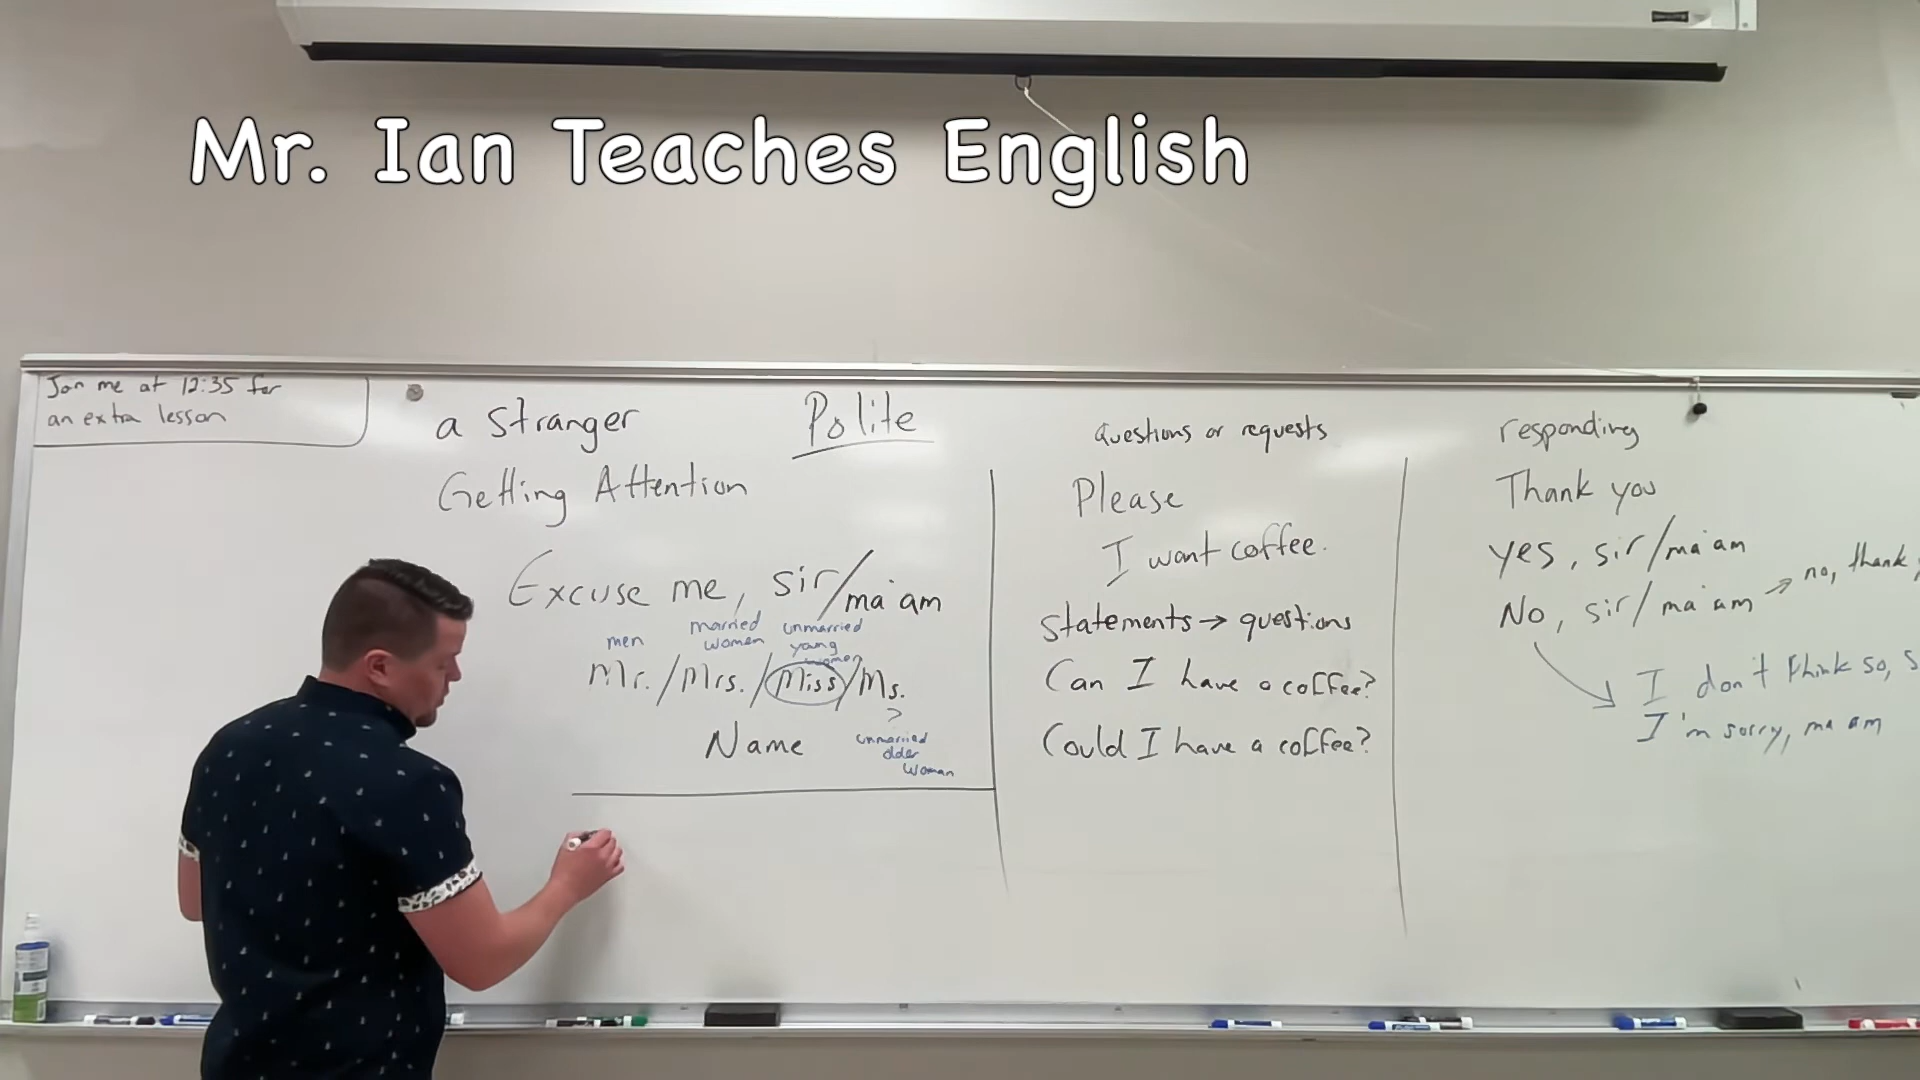 Mr. Ian Teaches English
Join me at 12:35 for
an extra lesson
a stranger
Polite
Getting Attention
Excuse me, sir/ma'am
men
married
women
unmarried
young
women
Mr./Mrs./Miss/Ms.
Name
unmarried
older
woman
questions or requests
Please
I want coffee.
statements → questions
Can I have a coffee?
Could I have a coffee?
responding
Thank you
yes, sir/ma'am
No, sir/ma'am → no, thank
I don't think so, s
I'm sorry, ma'am